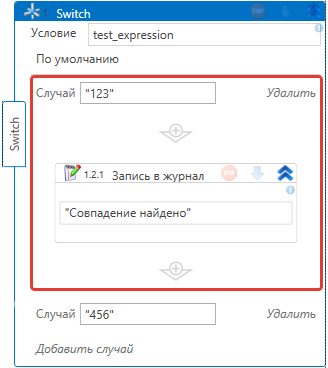 1 Switch
Условие test_expression
По умолчанию
Случай "123" Удалить
Switch
STOP 1.2.1 Запись в журнал
"Совпадение найдено"
Случай "456" Удалить
Добавить случай